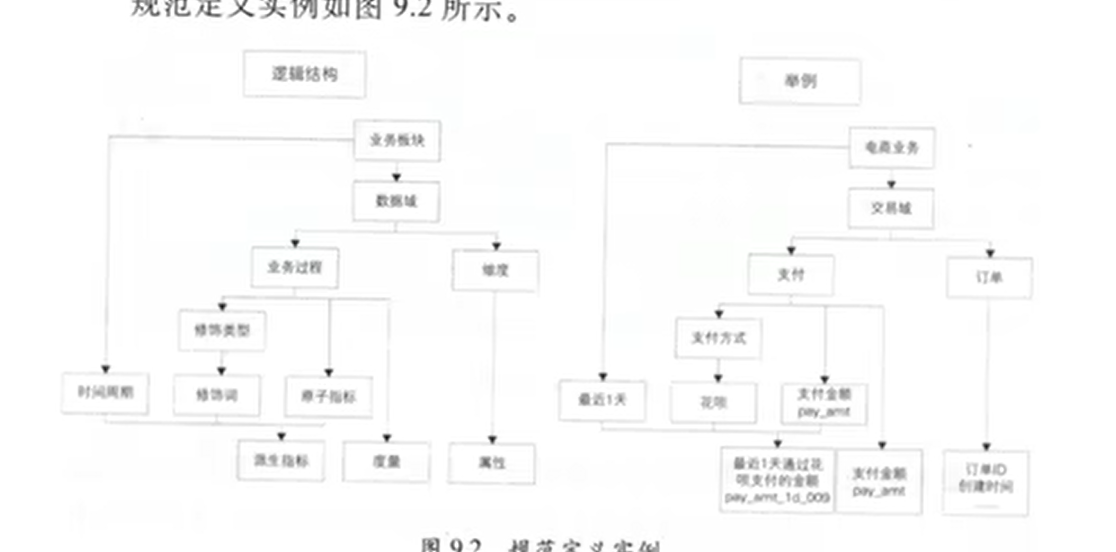 规范定义实例如图 9.2 所示。
逻辑结构
业务板块
数据域
业务过程
维度
修饰类型
时间周期
修饰词
原子指标
派生指标
度量
属性
举例
电商业务
交易域
支付
订单
支付方式
最近1天
花呗
支付金额
pay_amt
最近1天通过花
呗支付的金额
pay_amt_1d_009
支付金额
pay_amt
订单ID
创建时间
图 9.2 规范定义实例